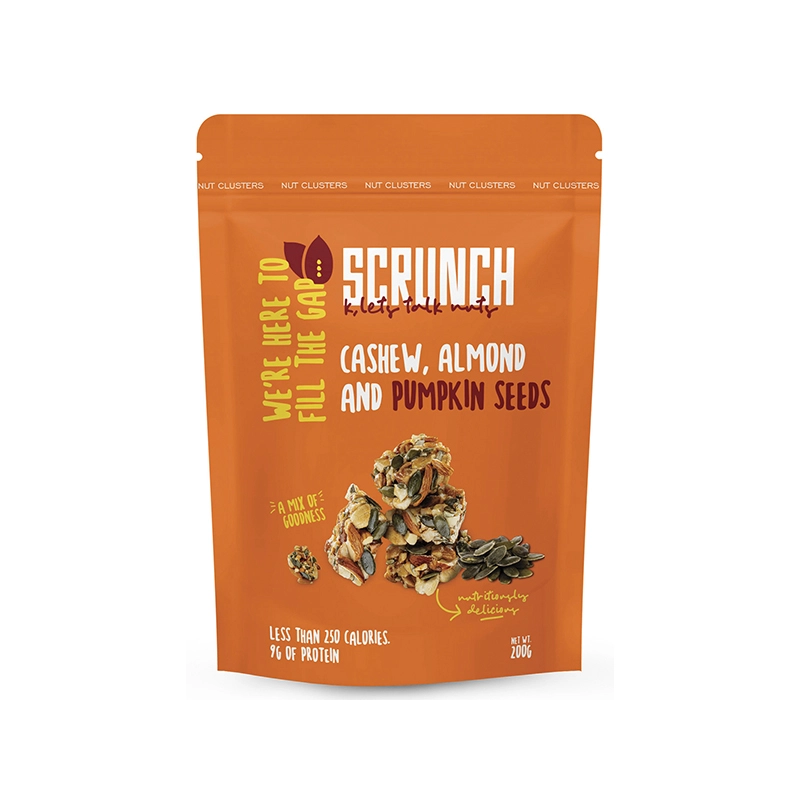 NUT CLUSTERS NUT CLUSTERS NUT CLUSTERS NUT CLUSTERS NUT CLUSTERS
WE'RE HERE TO
FILL THE GAP...
SCRUNCH
k, lets talk nuts
CASHEW, ALMOND
AND PUMPKIN SEEDS
A MIX OF
GOODNESS
nutritionsly
delicious
LESS THAN 250 CALORIES.
9G OF PROTEIN
NET WT.
200G